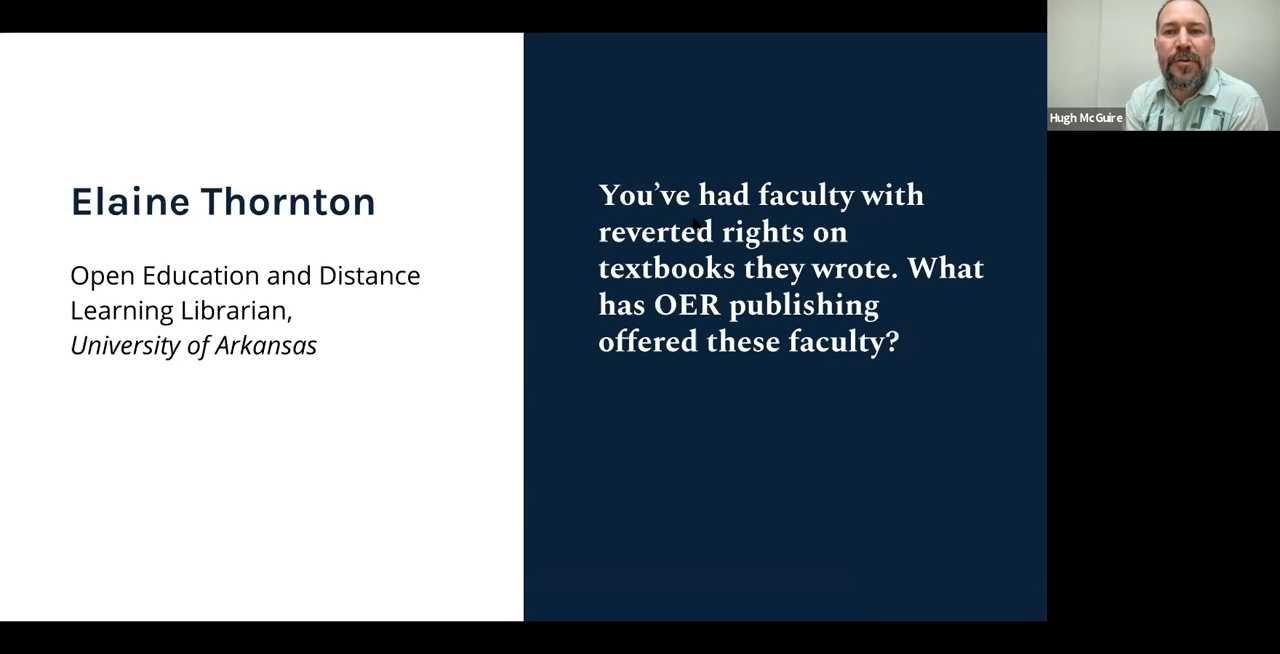 Elaine Thornton
Open Education and Distance
Learning Librarian,
University of Arkansas
You’ve had faculty with
reverted rights on
textbooks they wrote. What
has OER publishing
offered these faculty?
Hugh McGuire